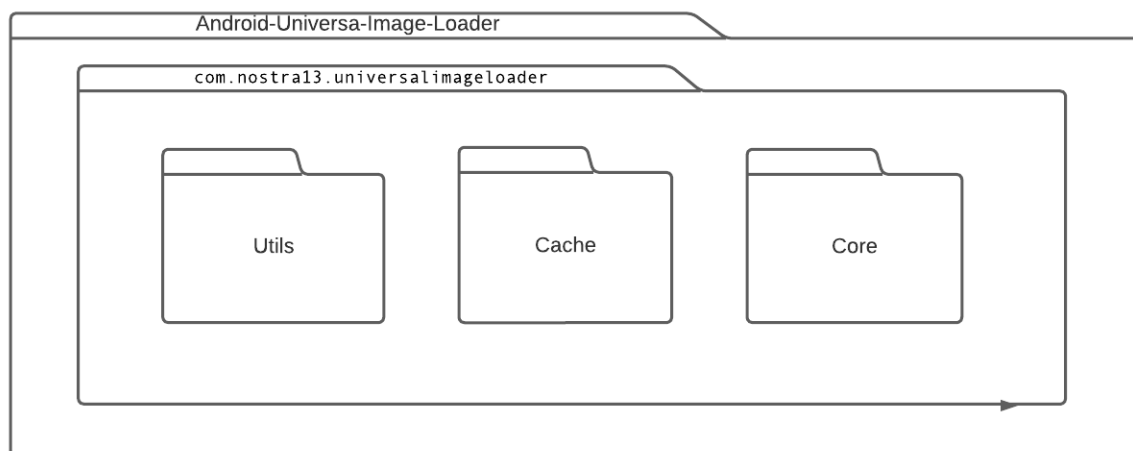 Android-Universa-Image-Loader
com.nostra13.universalimageloader
Utils
Cache
Core